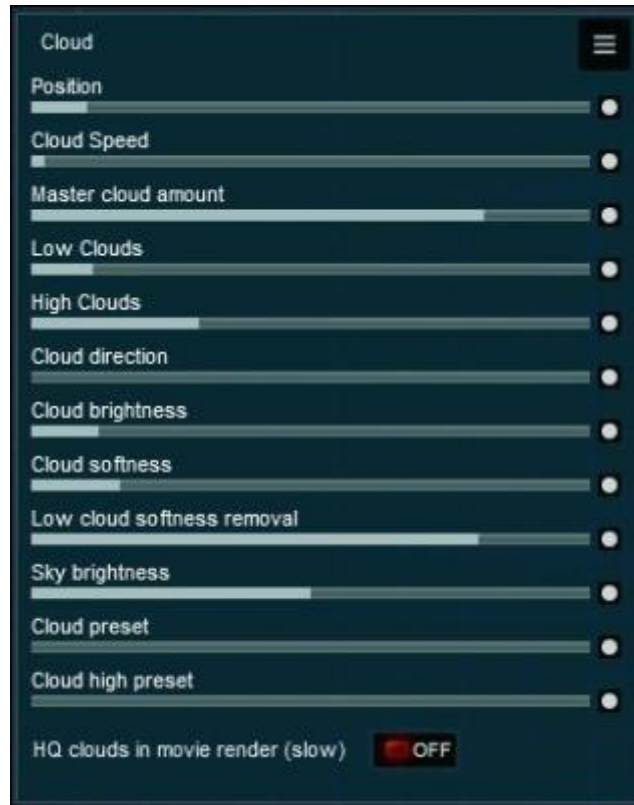 Cloud
Position
Cloud Speed
Master cloud amount
Low Clouds
High Clouds
Cloud direction
Cloud brightness
Cloud softness
Low cloud softness removal
Sky brightness
Cloud preset
Cloud high preset
HQ clouds in movie render (slow) OFF